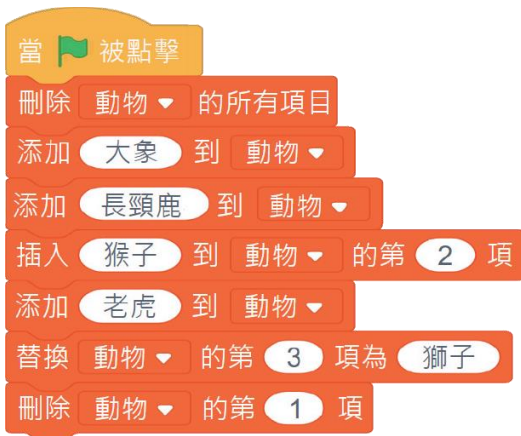 當 被點擊
刪除 動物 的所有項目
添加 大象 到 動物
添加 長頸鹿 到 動物
插入 猴子 到 動物 的第 2 項
添加 老虎 到 動物
替換 動物 的第 3 項為 獅子
刪除 動物 的第 1 項